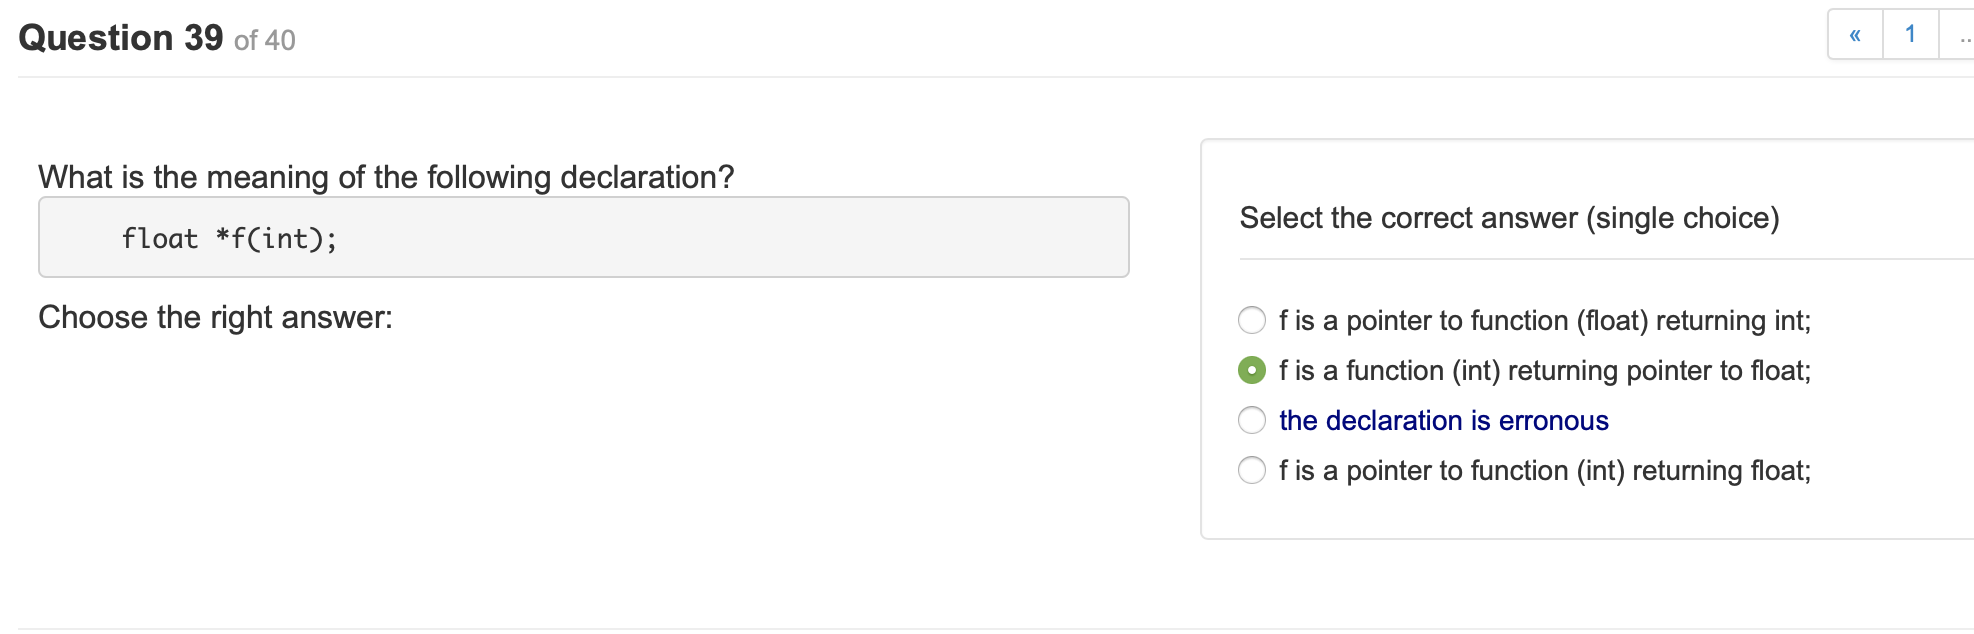 Question 39 of 40
« 1 ..
What is the meaning of the following declaration?
float *f(int);
Choose the right answer:
Select the correct answer (single choice)
f is a pointer to function (float) returning int;
f is a function (int) returning pointer to float;
the declaration is erronous
f is a pointer to function (int) returning float;